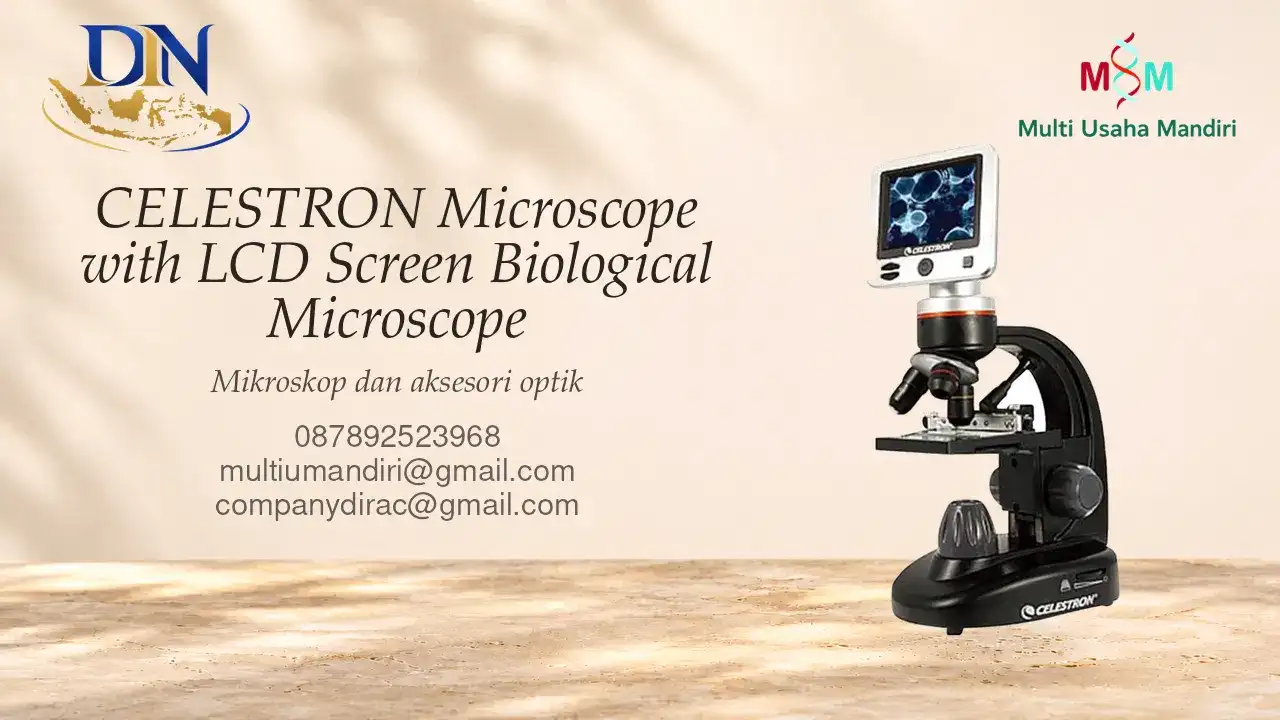 DIN
M M
Multi Usaha Mandiri
CELESTRON Microscope
with LCD Screen Biological
Microscope
Mikroskop dan aksesori optik
087892523968
multiumandiri@gmail.com
companydirac@gmail.com
CELESTRON
CELESTRON